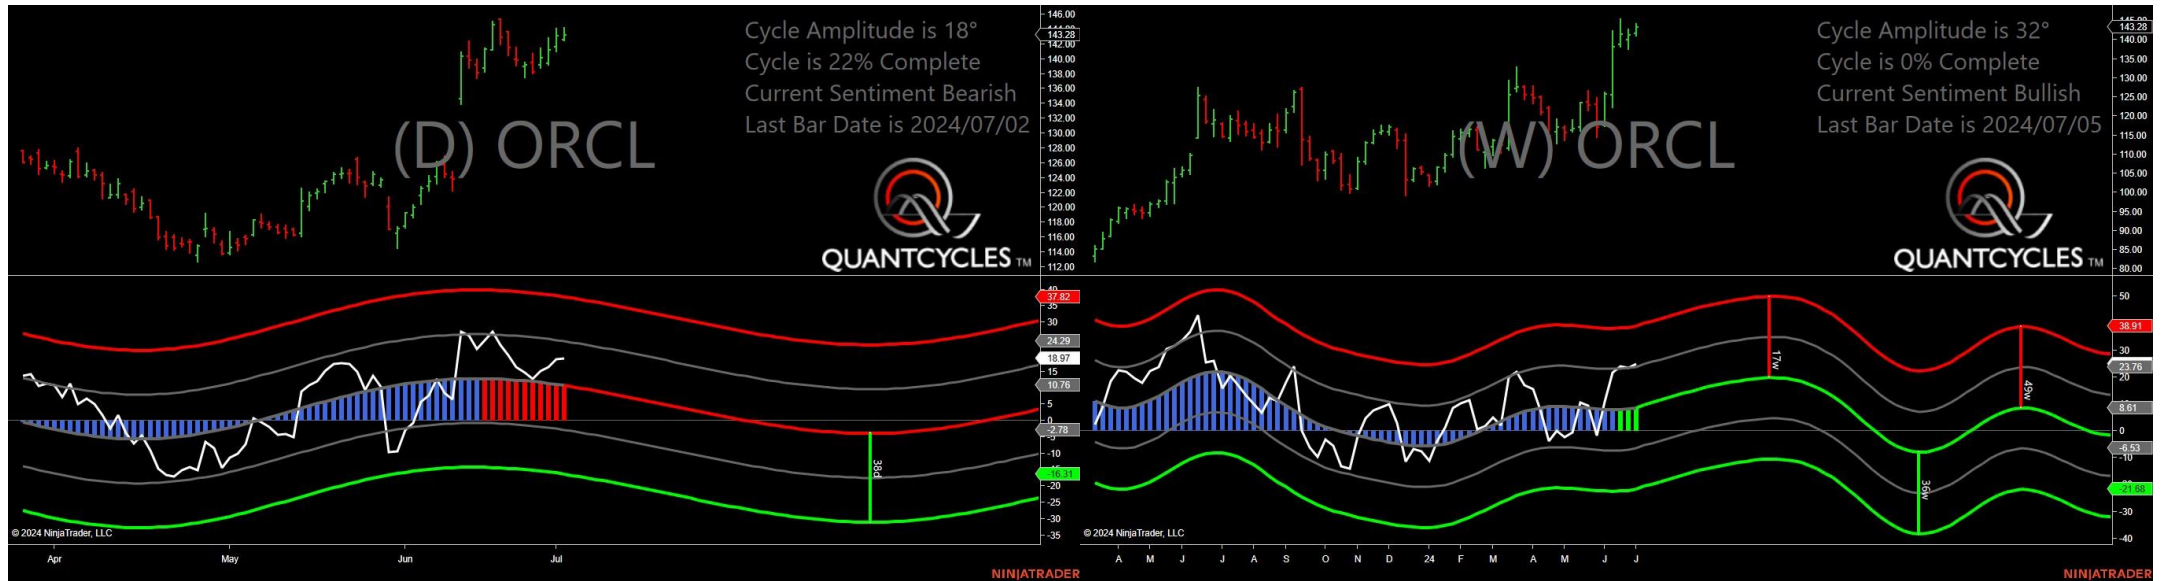 Cycle Amplitude is 18°
Cycle is 22% Complete
Current Sentiment Bearish
Last Bar Date is 2024/07/02
(D) ORCL
QUANTCYCLES TM
146.00
143.28
142.00
140.00
138.00
136.00
134.00
132.00
130.00
128.00
126.00
124.00
122.00
120.00
118.00
116.00
114.00
112.00
40
37.82
35
30
24.29
18.97
15
10.76
5
0
-2.78
-5
-10
-16.31
-20
-25
-30
-35
38d
© 2024 NinjaTrader, LLC
Apr May Jun Jul
NINJATRADER
Cycle Amplitude is 32°
Cycle is 0% Complete
Current Sentiment Bullish
Last Bar Date is 2024/07/05
(W) ORCL
QUANTCYCLES TM
145.00
143.28
140.00
135.00
130.00
125.00
120.00
115.00
110.00
105.00
100.00
95.00
90.00
85.00
80.00
50
38.91
30
23.76
20
8.61
0
-6.53
-10
-21.68
-30
-40
17w
49w
36w
© 2024 NinjaTrader, LLC
A M J J A S O N D 24 F M A M J J
NINJATRADER